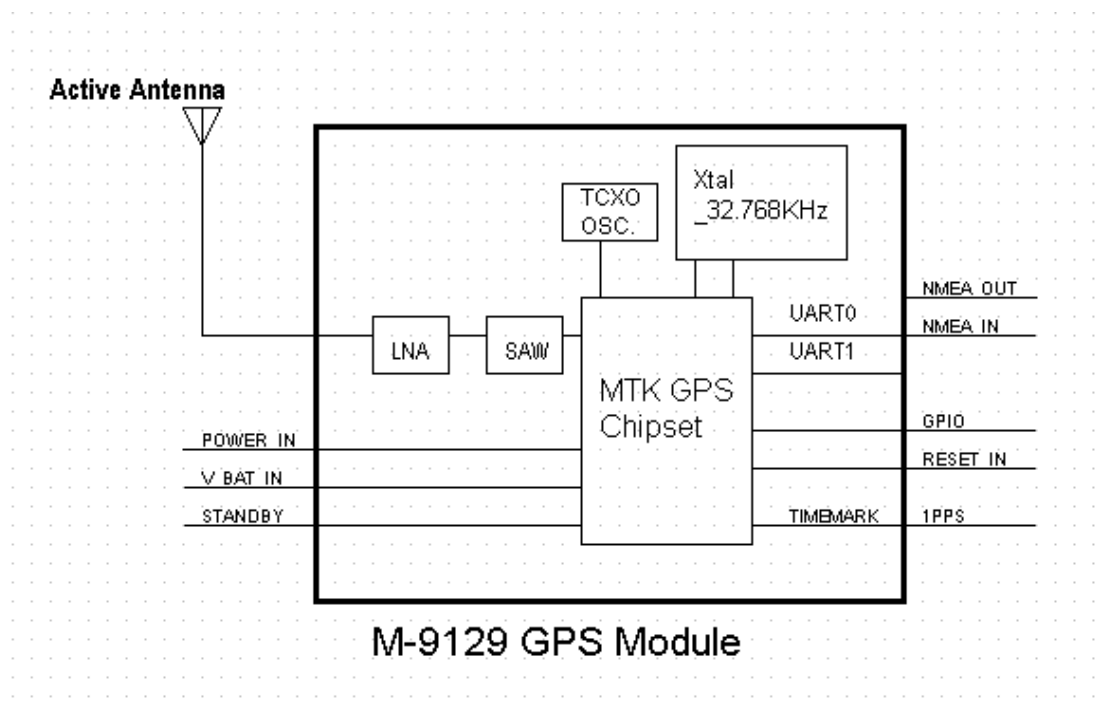 Active Antenna
Xtal
_32.768KHz
TCXO
OSC.
NMEA OUT
UART0
NMEA IN
LNA
SAW
UART1
MTK GPS
Chipset
GPIO
POWER IN
RESET IN
V BAT IN
STANDBY
TIMEMARK
1PPS
M-9129 GPS Module